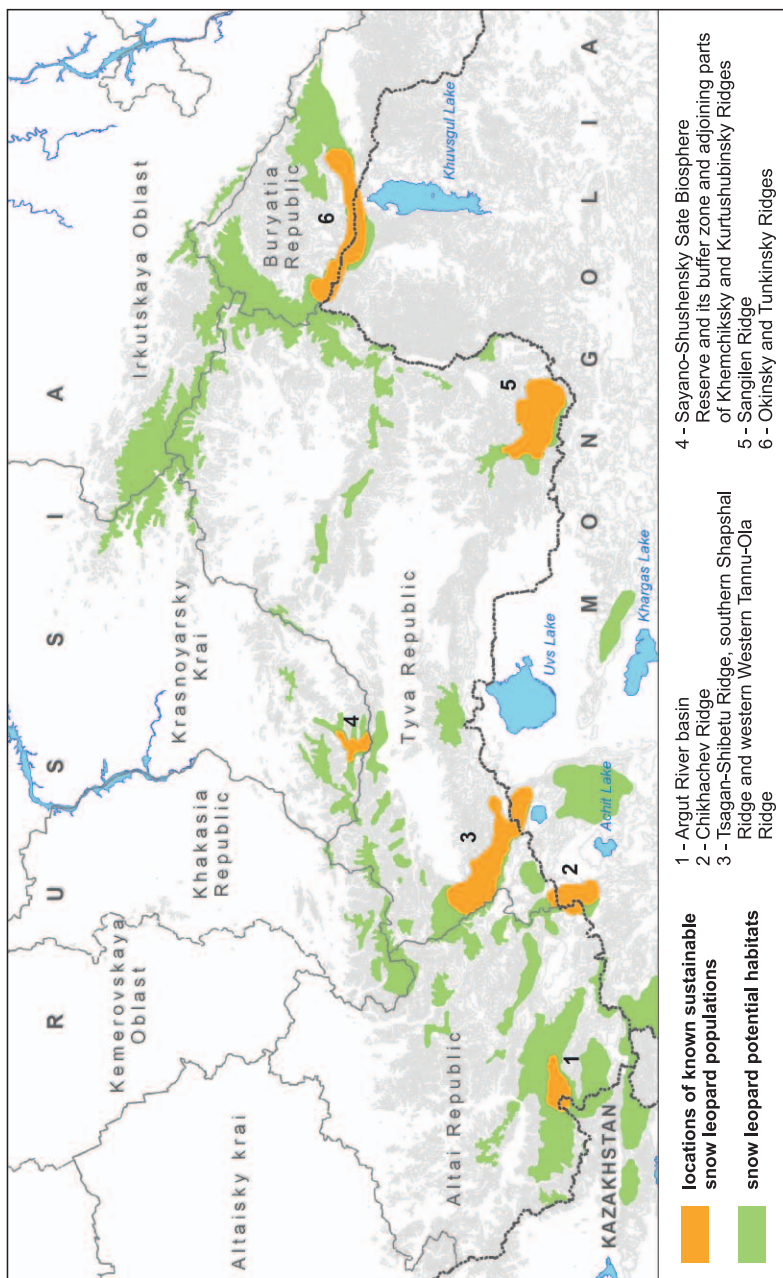 R U S S I A
Kemerovskaya
Oblast
Khakasia
Republic
Krasnoyarsky
Krai
Irkutskaya Oblast
Altaisky krai
Buryatia
Republic
Altai Republic
Tyva Republic
KAZAKHSTAN
M O N G O L I A
Khuvsgul Lake
Uvs Lake
Khargas Lake
Achit Lake
1
2
3
4
5
6
locations of known sustainable
snow leopard populations
snow leopard potential habitats
1 - Argut River basin
2 - Chikhachev Ridge
3 - Tsagan-Shibetu Ridge, southern Shapshal
Ridge and western Western Tannu-Ola
Ridge
4 - Sayano-Shushensky Sate Biosphere
Reserve and its buffer zone and adjoining parts
of Khemchiksky and Kurtushubinsky Ridges
5 - Sangilen Ridge
6 - Okinsky and Tunkinsky Ridges